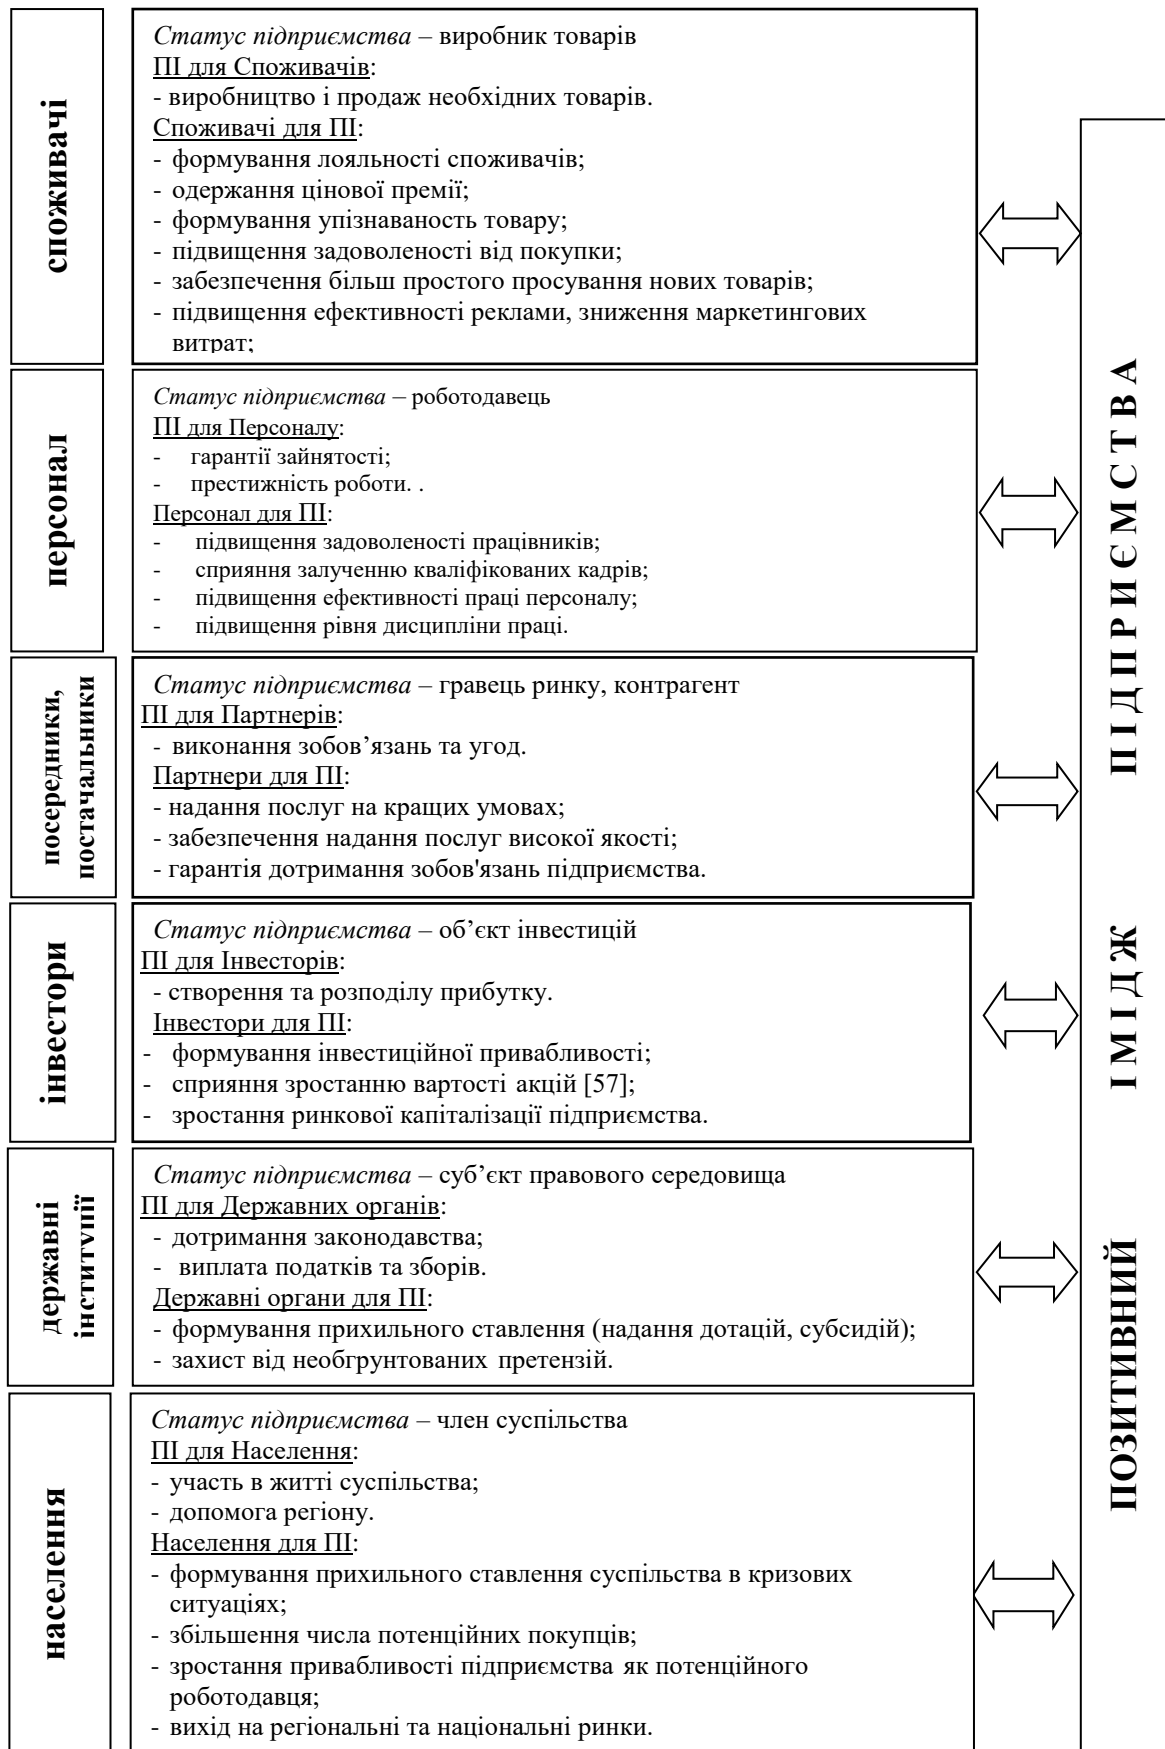 споживачі
Статус підприємства – виробник товарів
ПІ для Споживачів:
- виробництво і продаж необхідних товарів.
Споживачі для ПІ:
- формування лояльності споживачів;
- одержання цінової премії;
- формування упізнаваность товару;
- підвищення задоволеності від покупки;
- забезпечення більш простого просування нових товарів;
- підвищення ефективності реклами, зниження маркетингових
витрат;
персонал
Статус підприємства – роботодавець
ПІ для Персоналу:
- гарантії зайнятості;
- престижність роботи. .
Персонал для ПІ:
- підвищення задоволеності працівників;
- сприяння залученню кваліфікованих кадрів;
- підвищення ефективності праці персоналу;
- підвищення рівня дисципліни праці.
посередники,
постачальники
Статус підприємства – гравець ринку, контрагент
ПІ для Партнерів:
- виконання зобов’язань та угод.
Партнери для ПІ:
- надання послуг на кращих умовах;
- забезпечення надання послуг високої якості;
- гарантія дотримання зобов'язань підприємства.
інвестори
Статус підприємства – об’єкт інвестицій
ПІ для Інвесторів:
- створення та розподілу прибутку.
Інвестори для ПІ:
- формування інвестиційної привабливості;
- сприяння зростанню вартості акцій [57];
- зростання ринкової капіталізації підприємства.
державні
інституції
Статус підприємства – суб’єкт правового середовища
ПІ для Державних органів:
- дотримання законодавства;
- виплата податків та зборів.
Державні органи для ПІ:
- формування прихильного ставлення (надання дотацій, субсидій);
- захист від необгрунтованих претензій.
населення
Статус підприємства – член суспільства
ПІ для Населення:
- участь в житті суспільства;
- допомога регіону.
Населення для ПІ:
- формування прихильного ставлення суспільства в кризових
ситуаціях;
- збільшення числа потенційних покупців;
- зростання привабливості підприємства як потенційного
роботодавця;
- вихід на регіональні та національні ринки.
ПОЗИТИВНИЙ І М І Д Ж П І Д П Р И Є М С Т В А